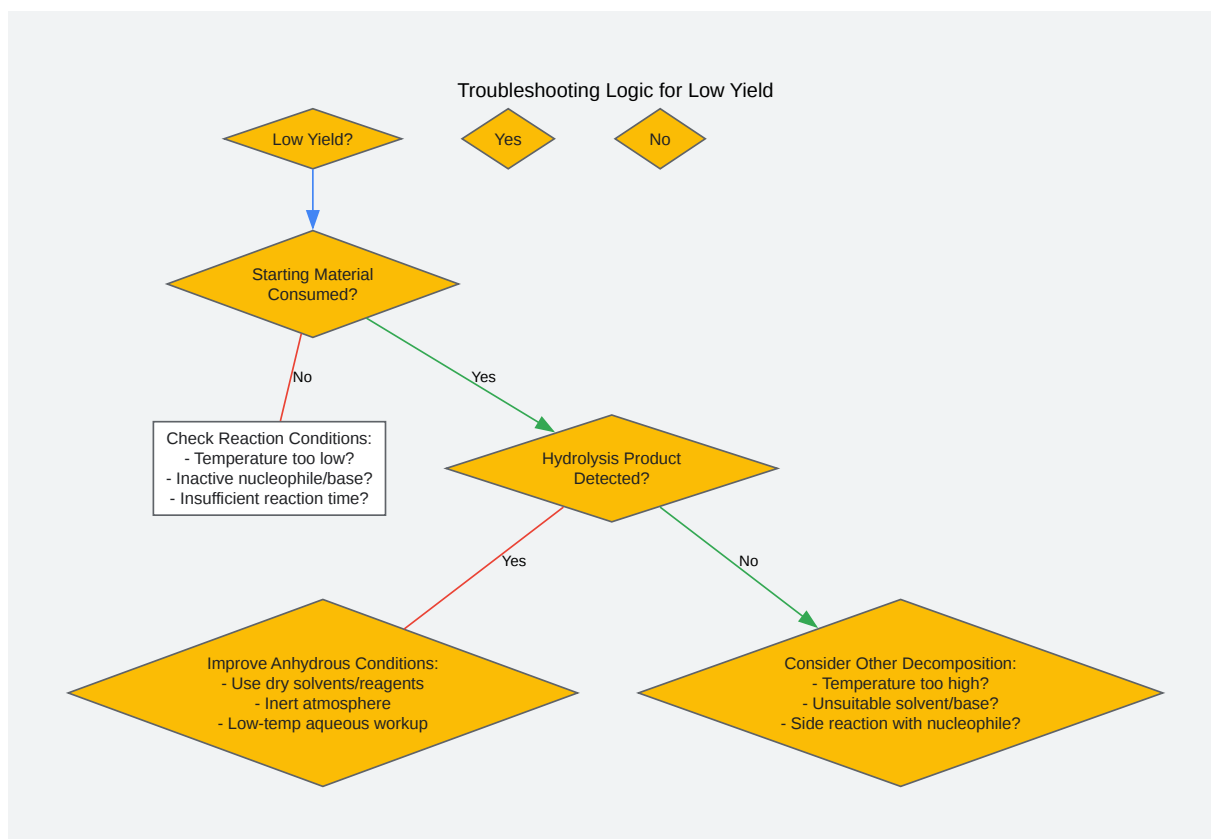 Troubleshooting Logic for Low Yield
Low Yield?
Yes
No
Starting Material
Consumed?
No
Yes
Check Reaction Conditions:
- Temperature too low?
- Inactive nucleophile/base?
- Insufficient reaction time?
Hydrolysis Product
Detected?
Yes
No
Improve Anhydrous Conditions:
- Use dry solvents/reagents
- Inert atmosphere
- Low-temp aqueous workup
Consider Other Decomposition:
- Temperature too high?
- Unsuitable solvent/base?
- Side reaction with nucleophile?